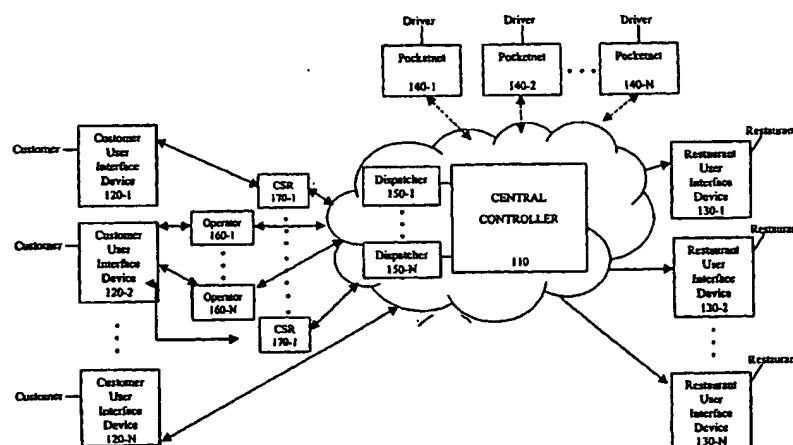 Driver
Driver
Driver
Pocketnet
140-1
Pocketnet
140-2
Pocketnet
140-N
Customer
Customer
User
Interface
Device
120-1
CSR
170-1
Dispatcher
150-1
CENTRAL
CONTROLLER
110
Restaurant
Restaurant
User
Interface
Device
130-1
Customer
Customer
User
Interface
Device
120-2
Operator
160-1
Operator
160-N
Dispatcher
150-N
CSR
170-1
Restaurant
Restaurant
User
Interface
Device
130-2
Customer
Customer
User
Interface
Device
120-N
Restaurant
Restaurant
User
Interface
Device
130-N